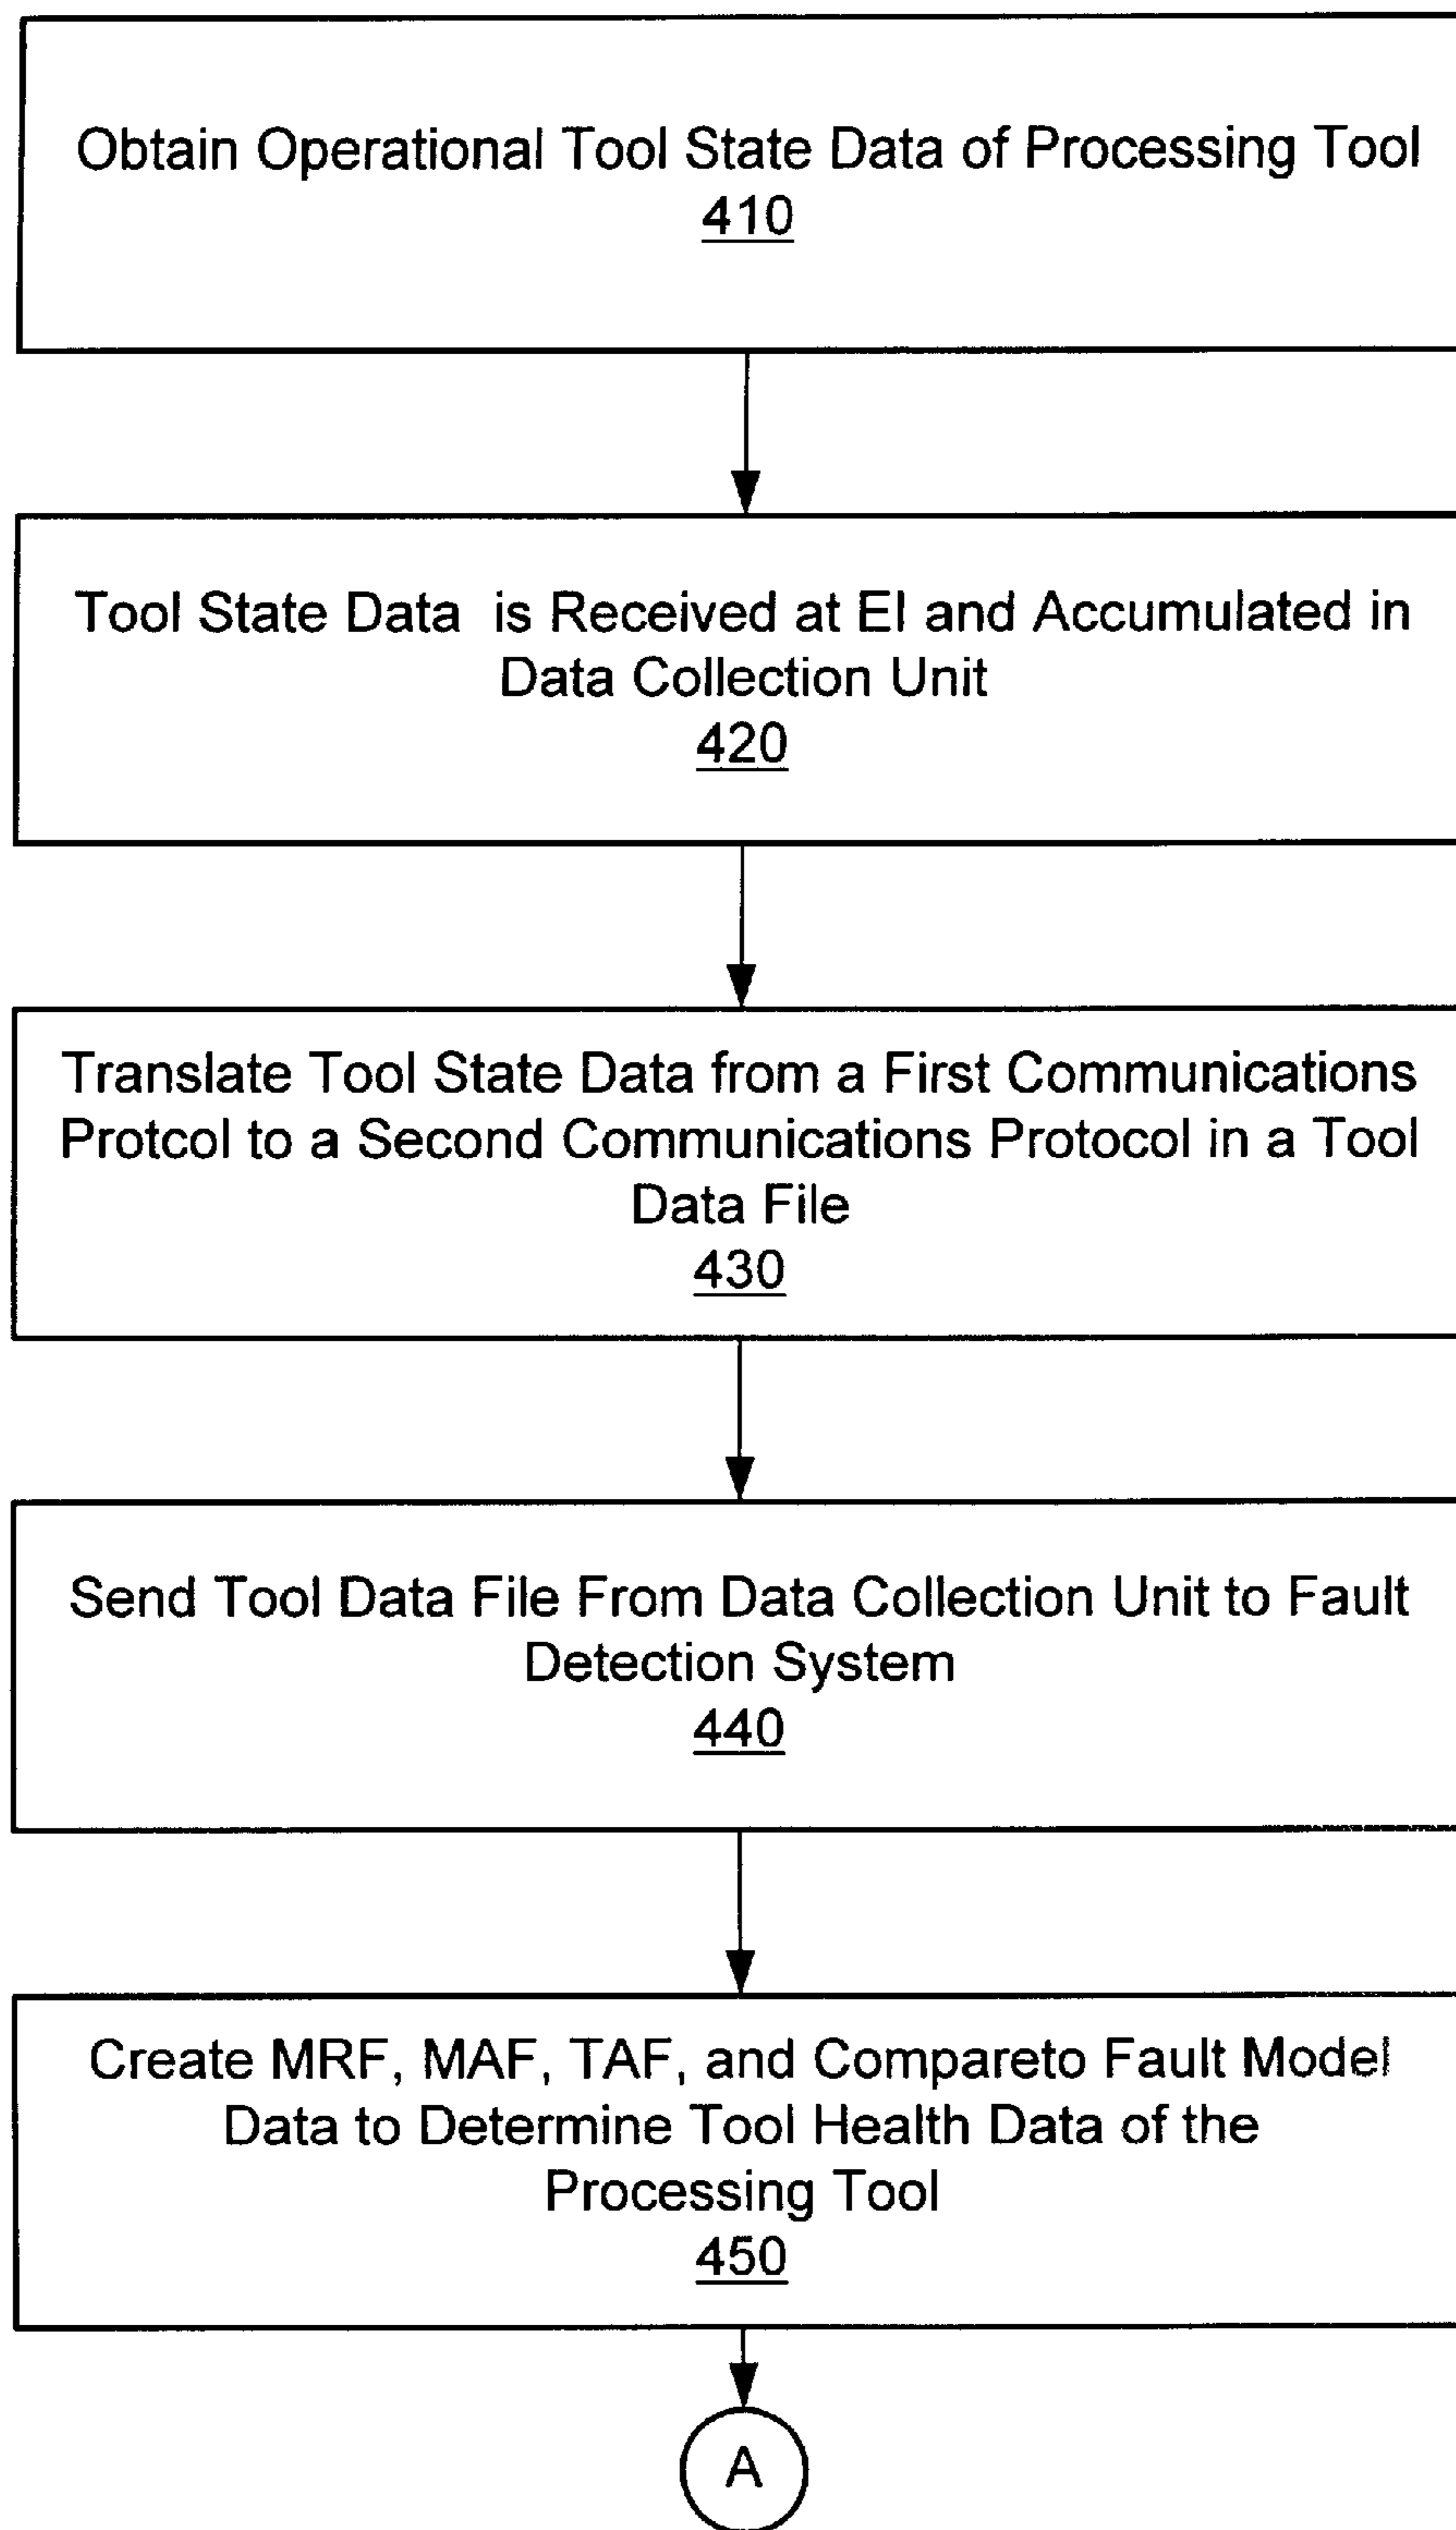 Obtain Operational Tool State Data of Processing Tool
410
Tool State Data is Received at EI and Accumulated in
Data Collection Unit
420
Translate Tool State Data from a First Communications
Protcol to a Second Communications Protocol in a Tool
Data File
430
Send Tool Data File From Data Collection Unit to Fault
Detection System
440
Create MRF, MAF, TAF, and Compareto Fault Model
Data to Determine Tool Health Data of the
Processing Tool
450
A